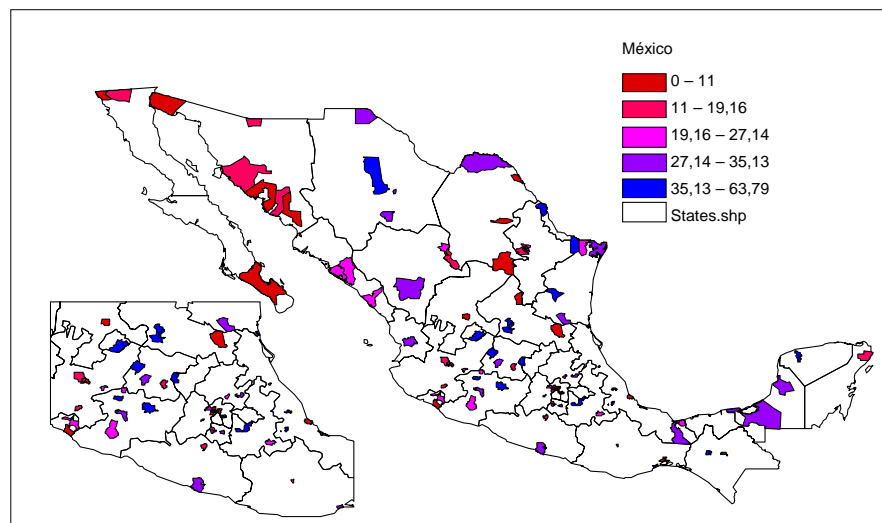 México
0 – 11
11 – 19,16
19,16 – 27,14
27,14 – 35,13
35,13 – 63,79
States.shp